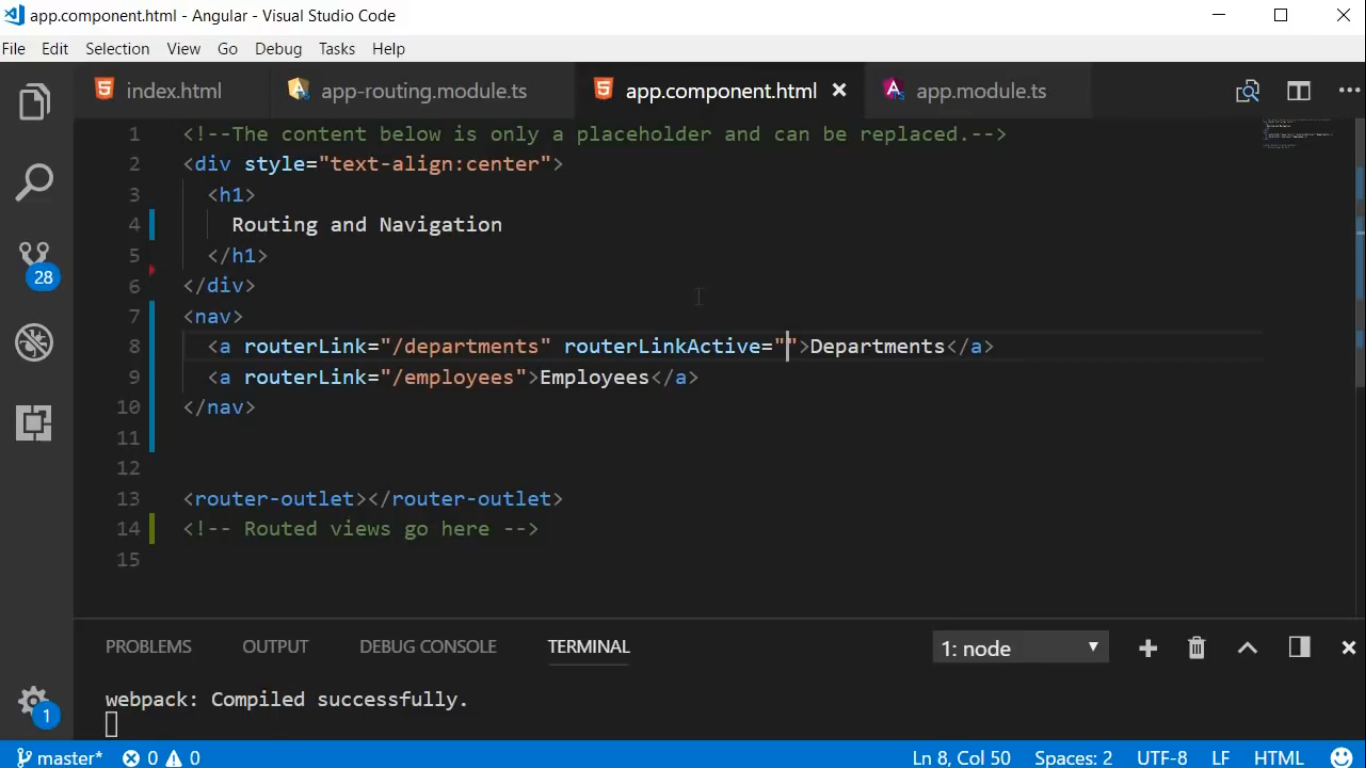 app.component.html - Angular - Visual Studio Code
File Edit Selection View Go Debug Tasks Help
index.html app-routing.module.ts app.component.html app.module.ts
1 <!--The content below is only a placeholder and can be replaced.-->
2 <div style="text-align:center">
3 <h1>
4 Routing and Navigation
5 </h1>
6 </div>
7 <nav>
8 <a routerLink="/departments" routerLinkActive="">Departments</a>
9 <a routerLink="/employees">Employees</a>
10 </nav>
11
12
13 <router-outlet></router-outlet>
14 <!-- Routed views go here -->
15
28
PROBLEMS OUTPUT DEBUG CONSOLE TERMINAL 1: node
webpack: Compiled successfully.
1
master* 0 0 Ln 8, Col 50 Spaces: 2 UTF-8 LF HTML